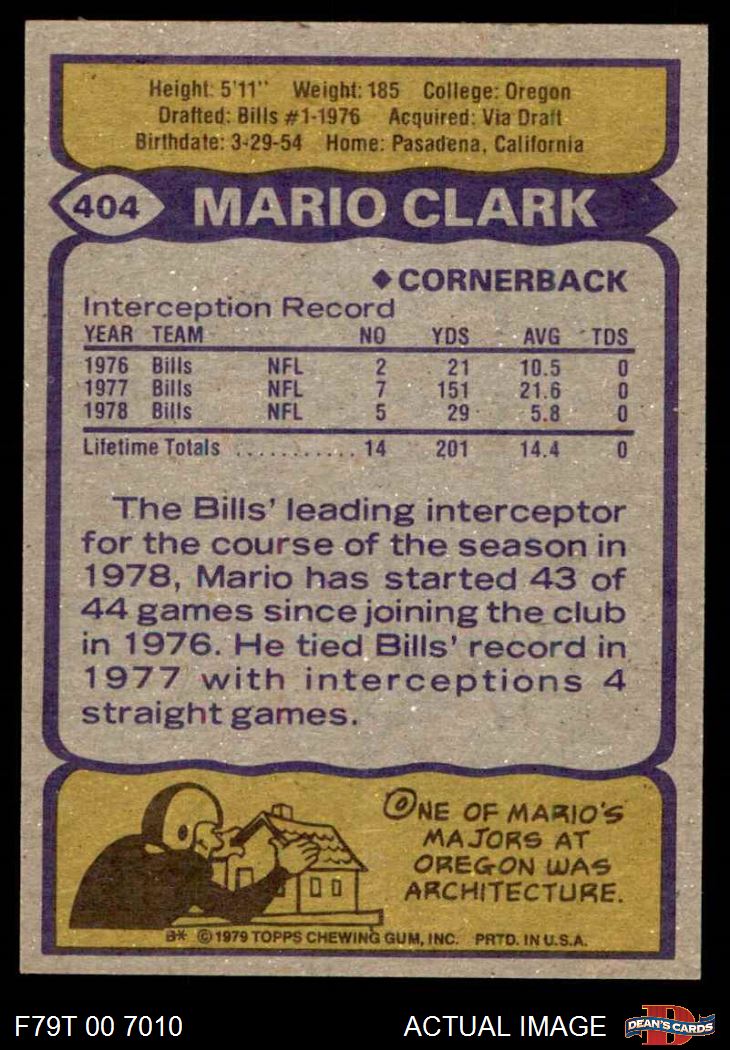 Height: 5'11" Weight: 185 College: Oregon
Drafted: Bills #1-1976 Acquired: Via Draft
Birthdate: 3-29-54 Home: Pasadena, California
404 MARIO CLARK
◆CORNERBACK
Interception Record
YEAR TEAM NO YDS AVG TDS
1976 Bills NFL 2 21 10.5 0
1977 Bills NFL 7 151 21.6 0
1978 Bills NFL 5 29 5.8 0
Lifetime Totals ........... 14 201 14.4 0
The Bills' leading interceptor
for the course of the season in
1978, Mario has started 43 of
44 games since joining the club
in 1976. He tied Bills' record in
1977 with interceptions 4
straight games.
ONE OF MARIO'S
MAJORS AT
OREGON WAS
ARCHITECTURE.
B* © 1979 TOPPS CHEWING GUM, INC. PRTD. IN U.S.A.
F79T 00 7010 ACTUAL IMAGE D DEAN'S CARDS